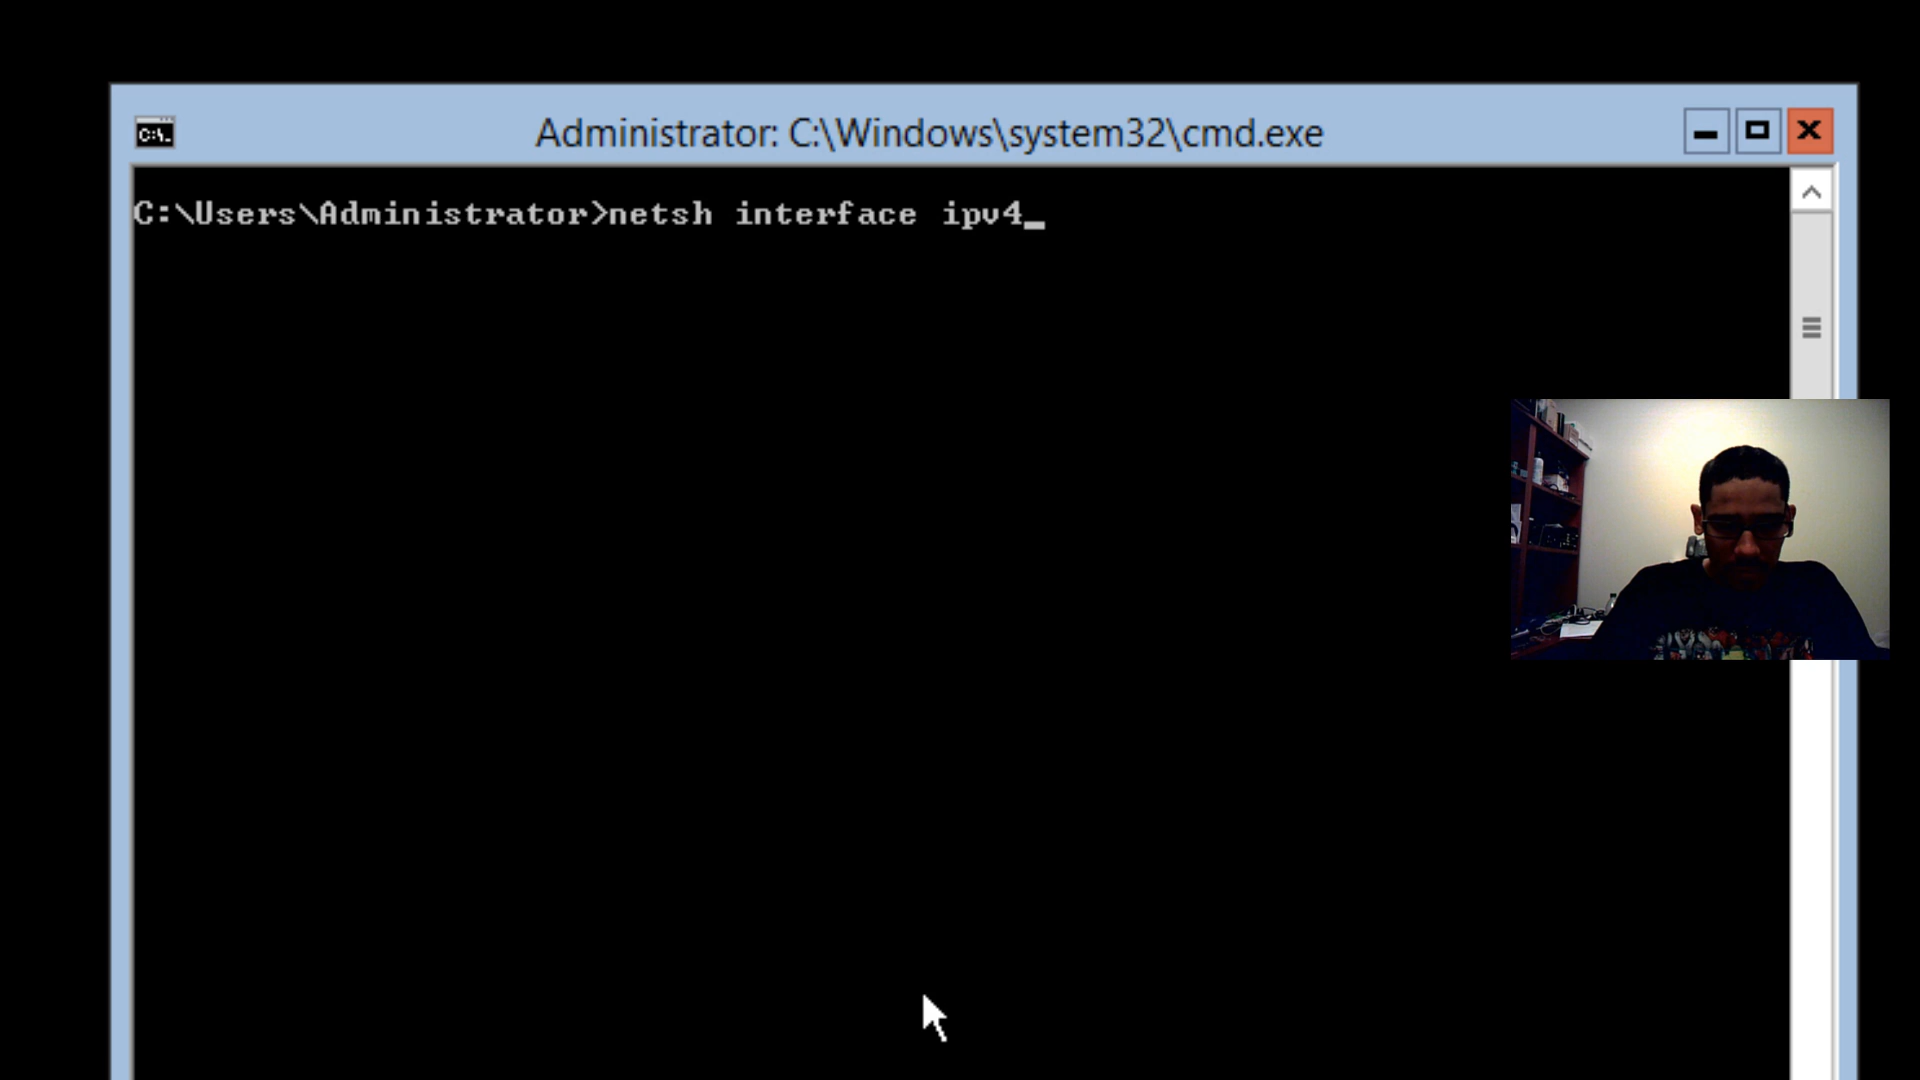 C:\. Administrator: C:\Windows\system32\cmd.exe
C:\Users\Administrator>netsh interface ipv4_